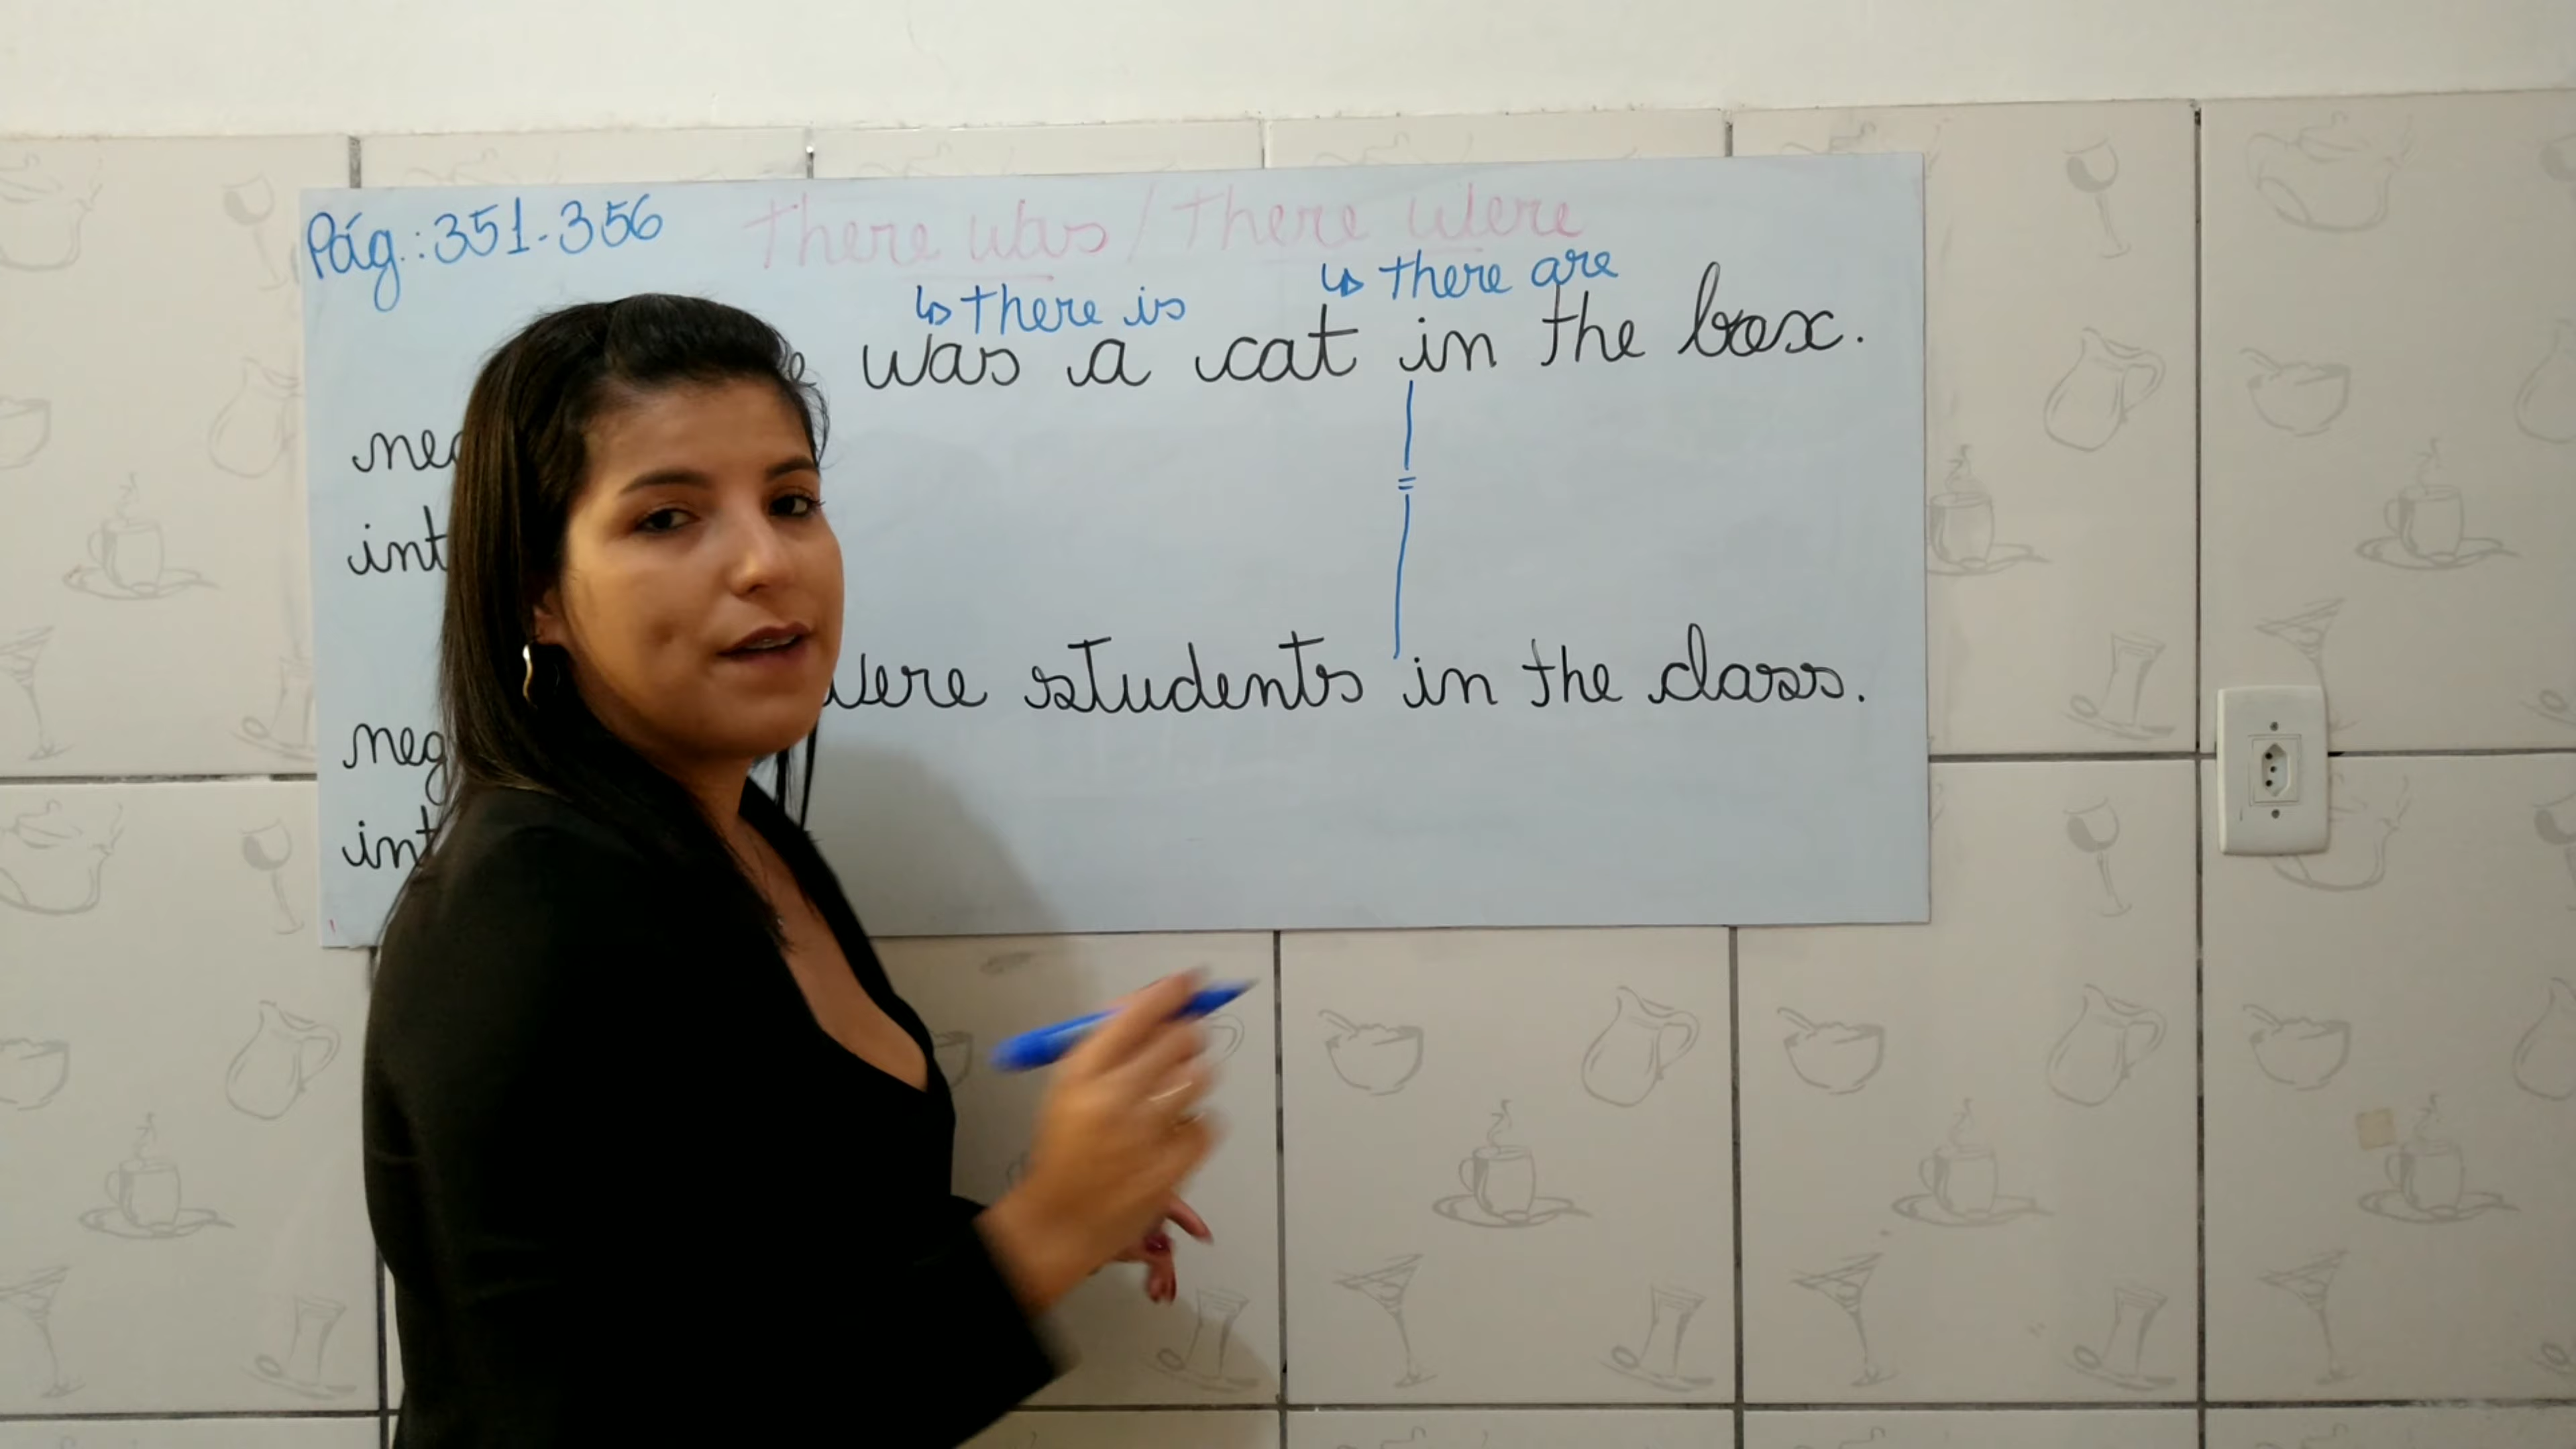 Pág.: 351-356 There was / There were
↳ there is ↳ there are
was a cat in the box.
=
were students in the class.